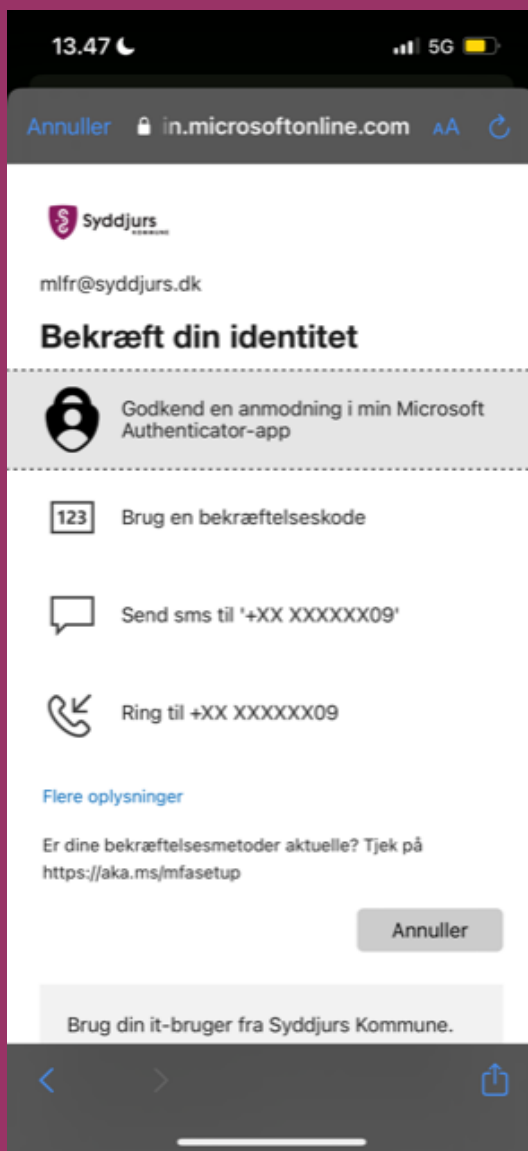 13.47
5G
Annuller
in.microsoftonline.com
AA
Syddjurs
KOMMUNE
mlfr@syddjurs.dk
Bekræft din identitet
Godkend en anmodning i min Microsoft
Authenticator-app
123
Brug en bekræftelseskode
Send sms til '+XX XXXXXX09'
Ring til +XX XXXXXX09
Flere oplysninger
Er dine bekræftelsesmetoder aktuelle? Tjek på
https://aka.ms/mfasetup
Annuller
Brug din it-bruger fra Syddjurs Kommune.